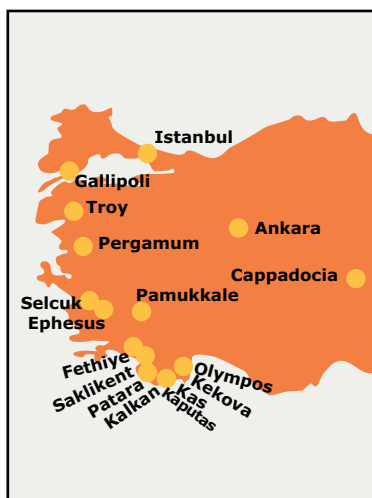 Istanbul
Gallipoli
Troy
Ankara
Pergamum
Cappadocia
Selcuk
Pamukkale
Ephesus
Fethiye
Saklikent
Patara
Kalkan
Kaputas
Kas
Kekova
Olympos